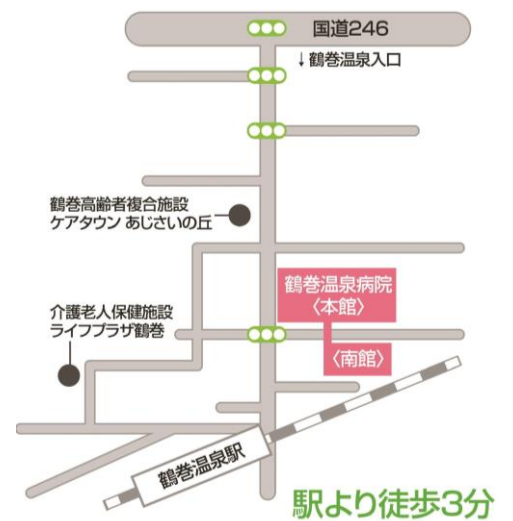 国道246
↓鶴巻温泉入口
鶴巻高齢者複合施設
ケアタウン あじさいの丘
鶴巻温泉病院
〈本館〉
介護老人保健施設
ライフプラザ鶴巻
〈南館〉
鶴巻温泉駅
駅より徒歩3分